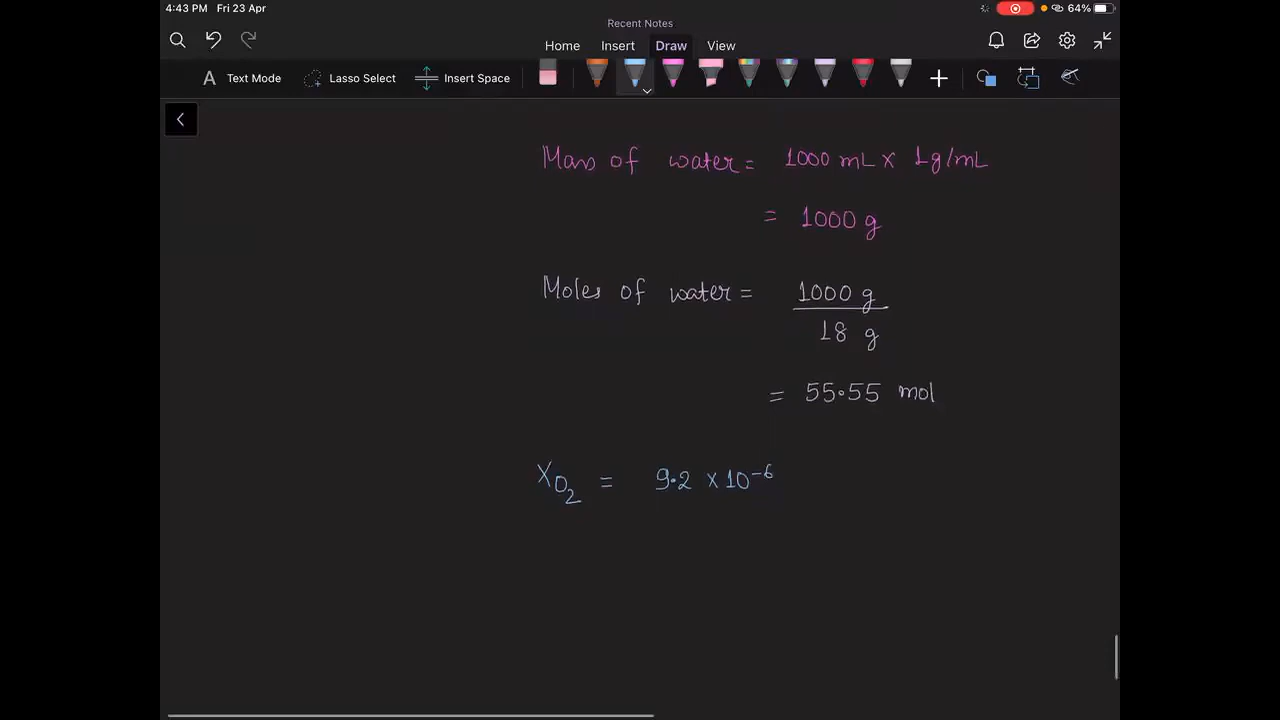 4:43 PM Fri 23 Apr
64%
Recent Notes
Home Insert Draw View
A Text Mode Lasso Select Insert Space
Mass of water = 1000 mL x 1g/mL
= 1000 g
Moles of water = 1000 g
18 g
= 55.55 mol
XO₂ = 9.2 x 10⁻⁶